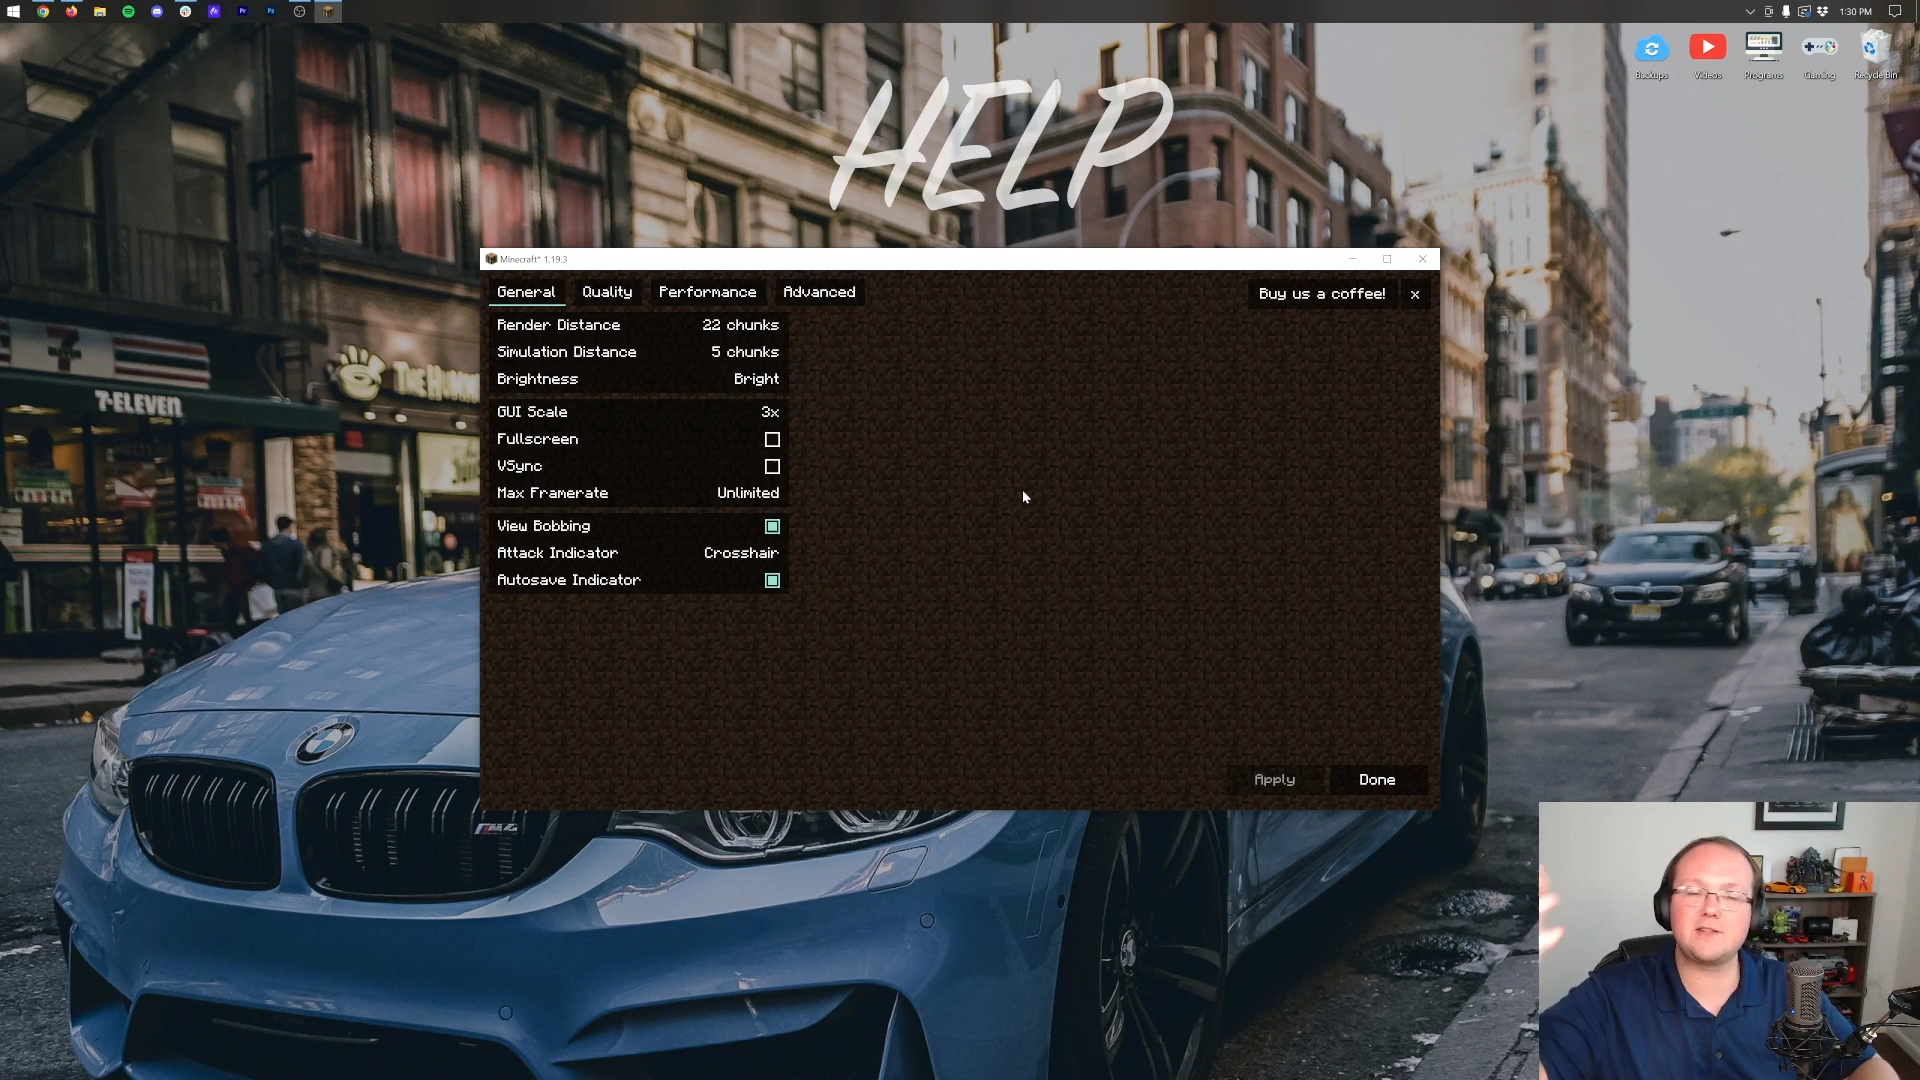 1:30 PM
Backups
Videos
Programs
Gaming
Recycle Bin
HELP
Minecraft* 1.19.3
General
Quality
Performance
Advanced
Buy us a coffee!
x
Render Distance 22 chunks
Simulation Distance 5 chunks
Brightness Bright
GUI Scale 3x
Fullscreen
VSync
Max Framerate Unlimited
View Bobbing
Attack Indicator Crosshair
Autosave Indicator
Apply
Done
7-ELEVEN
THE HUMM